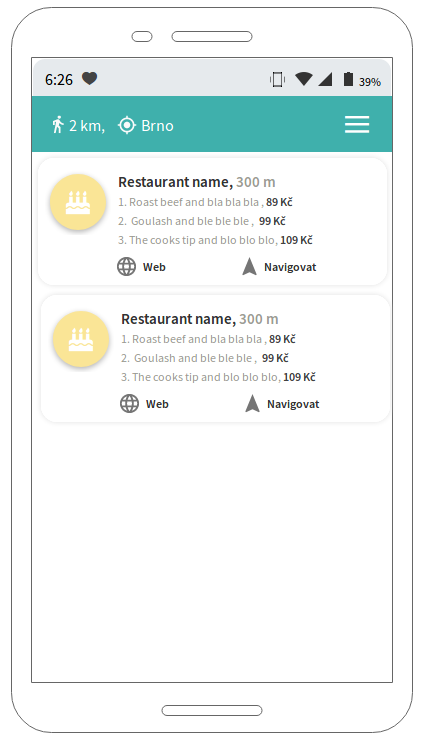 6:26 39%
2 km, Brno
Restaurant name, 300 m
1. Roast beef and bla bla bla , 89 Kč
2. Goulash and ble ble ble , 99 Kč
3. The cooks tip and blo blo blo, 109 Kč
Web Navigovat
Restaurant name, 300 m
1. Roast beef and bla bla bla , 89 Kč
2. Goulash and ble ble ble , 99 Kč
3. The cooks tip and blo blo blo, 109 Kč
Web Navigovat